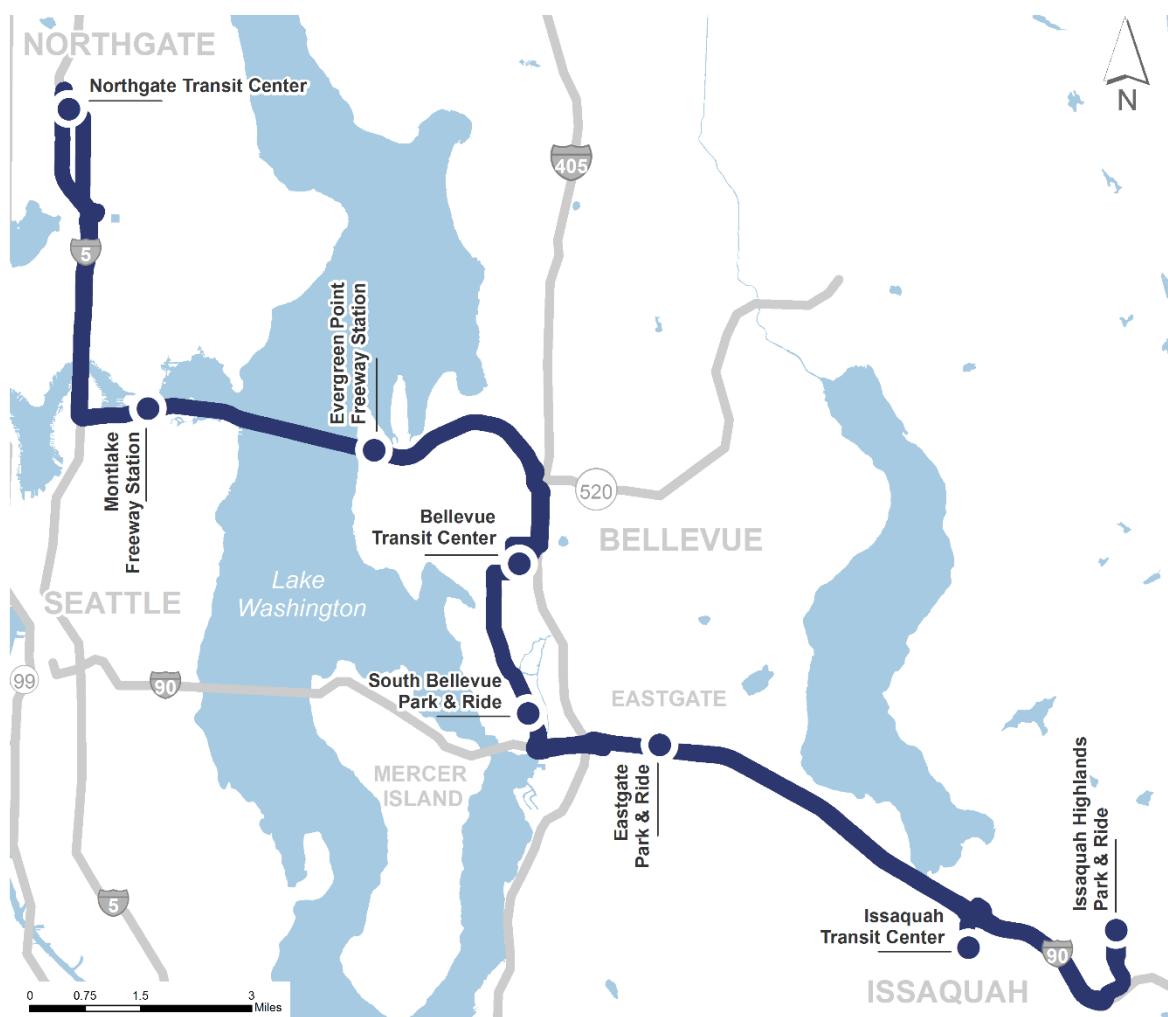 NORTHGATE
Northgate Transit Center
N
405
5
Evergreen Point
Freeway Station
Montlake
Freeway Station
520
Bellevue
Transit Center
BELLEVUE
Lake
Washington
SEATTLE
99
90
South Bellevue
Park & Ride
EASTGATE
MERCER
ISLAND
Eastgate
Park & Ride
Issaquah Highlands
Park & Ride
5
Issaquah
Transit Center
90
ISSAQUAH
0 0.75 1.5 3
Miles